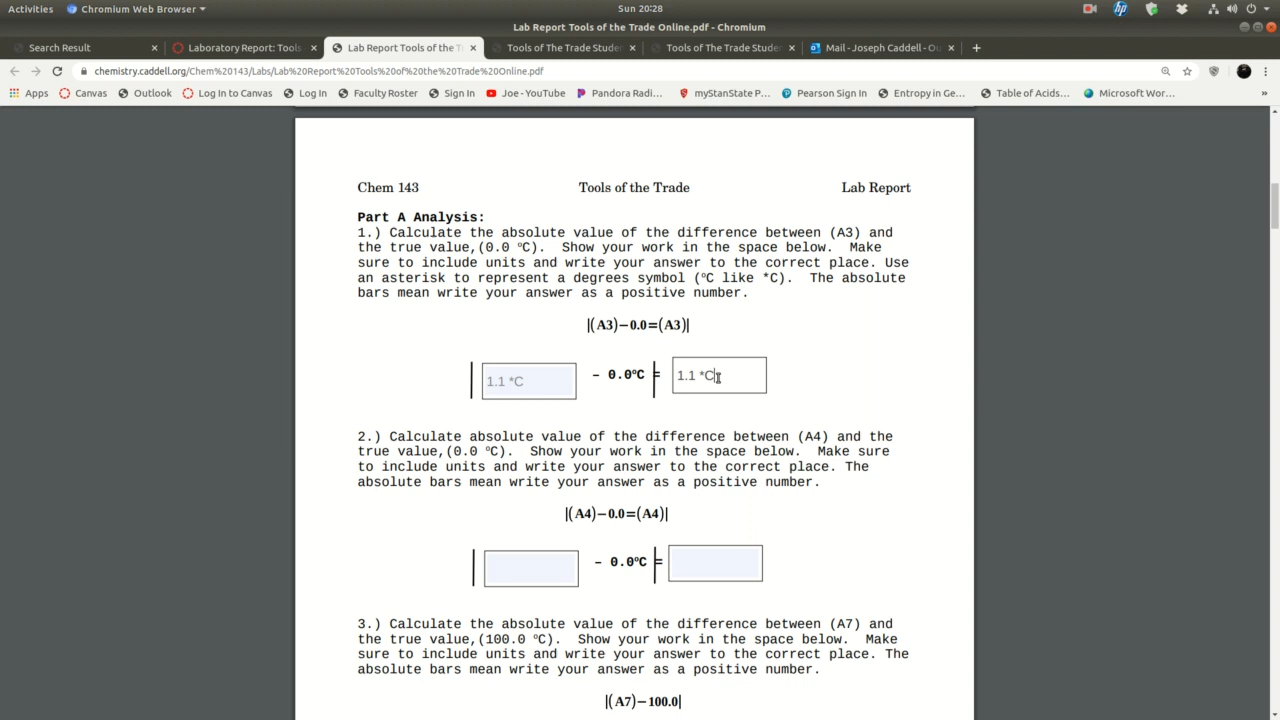 Activities Chromium Web Browser Sun 20:28
Lab Report Tools of the Trade Online.pdf - Chromium
Search Result × Laboratory Report: Tools × Lab Report Tools of the T × Tools of The Trade Studen × Tools of The Trade Stude × Mail - Joseph Caddell - Ou × +
chemistry.caddell.org/Chem%20143/Labs/Lab%20Report%20Tools%20of%20the%20Trade%20Online.pdf
Apps Canvas Outlook Log In to Canvas Log In Faculty Roster Sign In Joe - YouTube Pandora Radi... myStanState P... Pearson Sign In Entropy in Ge... Table of Acids... Microsoft Wor... »
Chem 143 Tools of the Trade Lab Report
Part A Analysis:
1.) Calculate the absolute value of the difference between (A3) and
the true value,(0.0 ºC). Show your work in the space below. Make
sure to include units and write your answer to the correct place. Use
an asterisk to represent a degrees symbol (ºC like *C). The absolute
bars mean write your answer as a positive number.
|(A3)−0.0=(A3)|
| 1.1 *C – 0.0ºC | = 1.1 *C
2.) Calculate absolute value of the difference between (A4) and the
true value,(0.0 ºC). Show your work in the space below. Make sure
to include units and write your answer to the correct place. The
absolute bars mean write your answer as a positive number.
|(A4)−0.0=(A4)|
| – 0.0ºC | =
3.) Calculate the absolute value of the difference between (A7) and
the true value,(100.0 ºC). Show your work in the space below. Make
sure to include units and write your answer to the correct place. The
absolute bars mean write your answer as a positive number.
|(A7)−100.0|